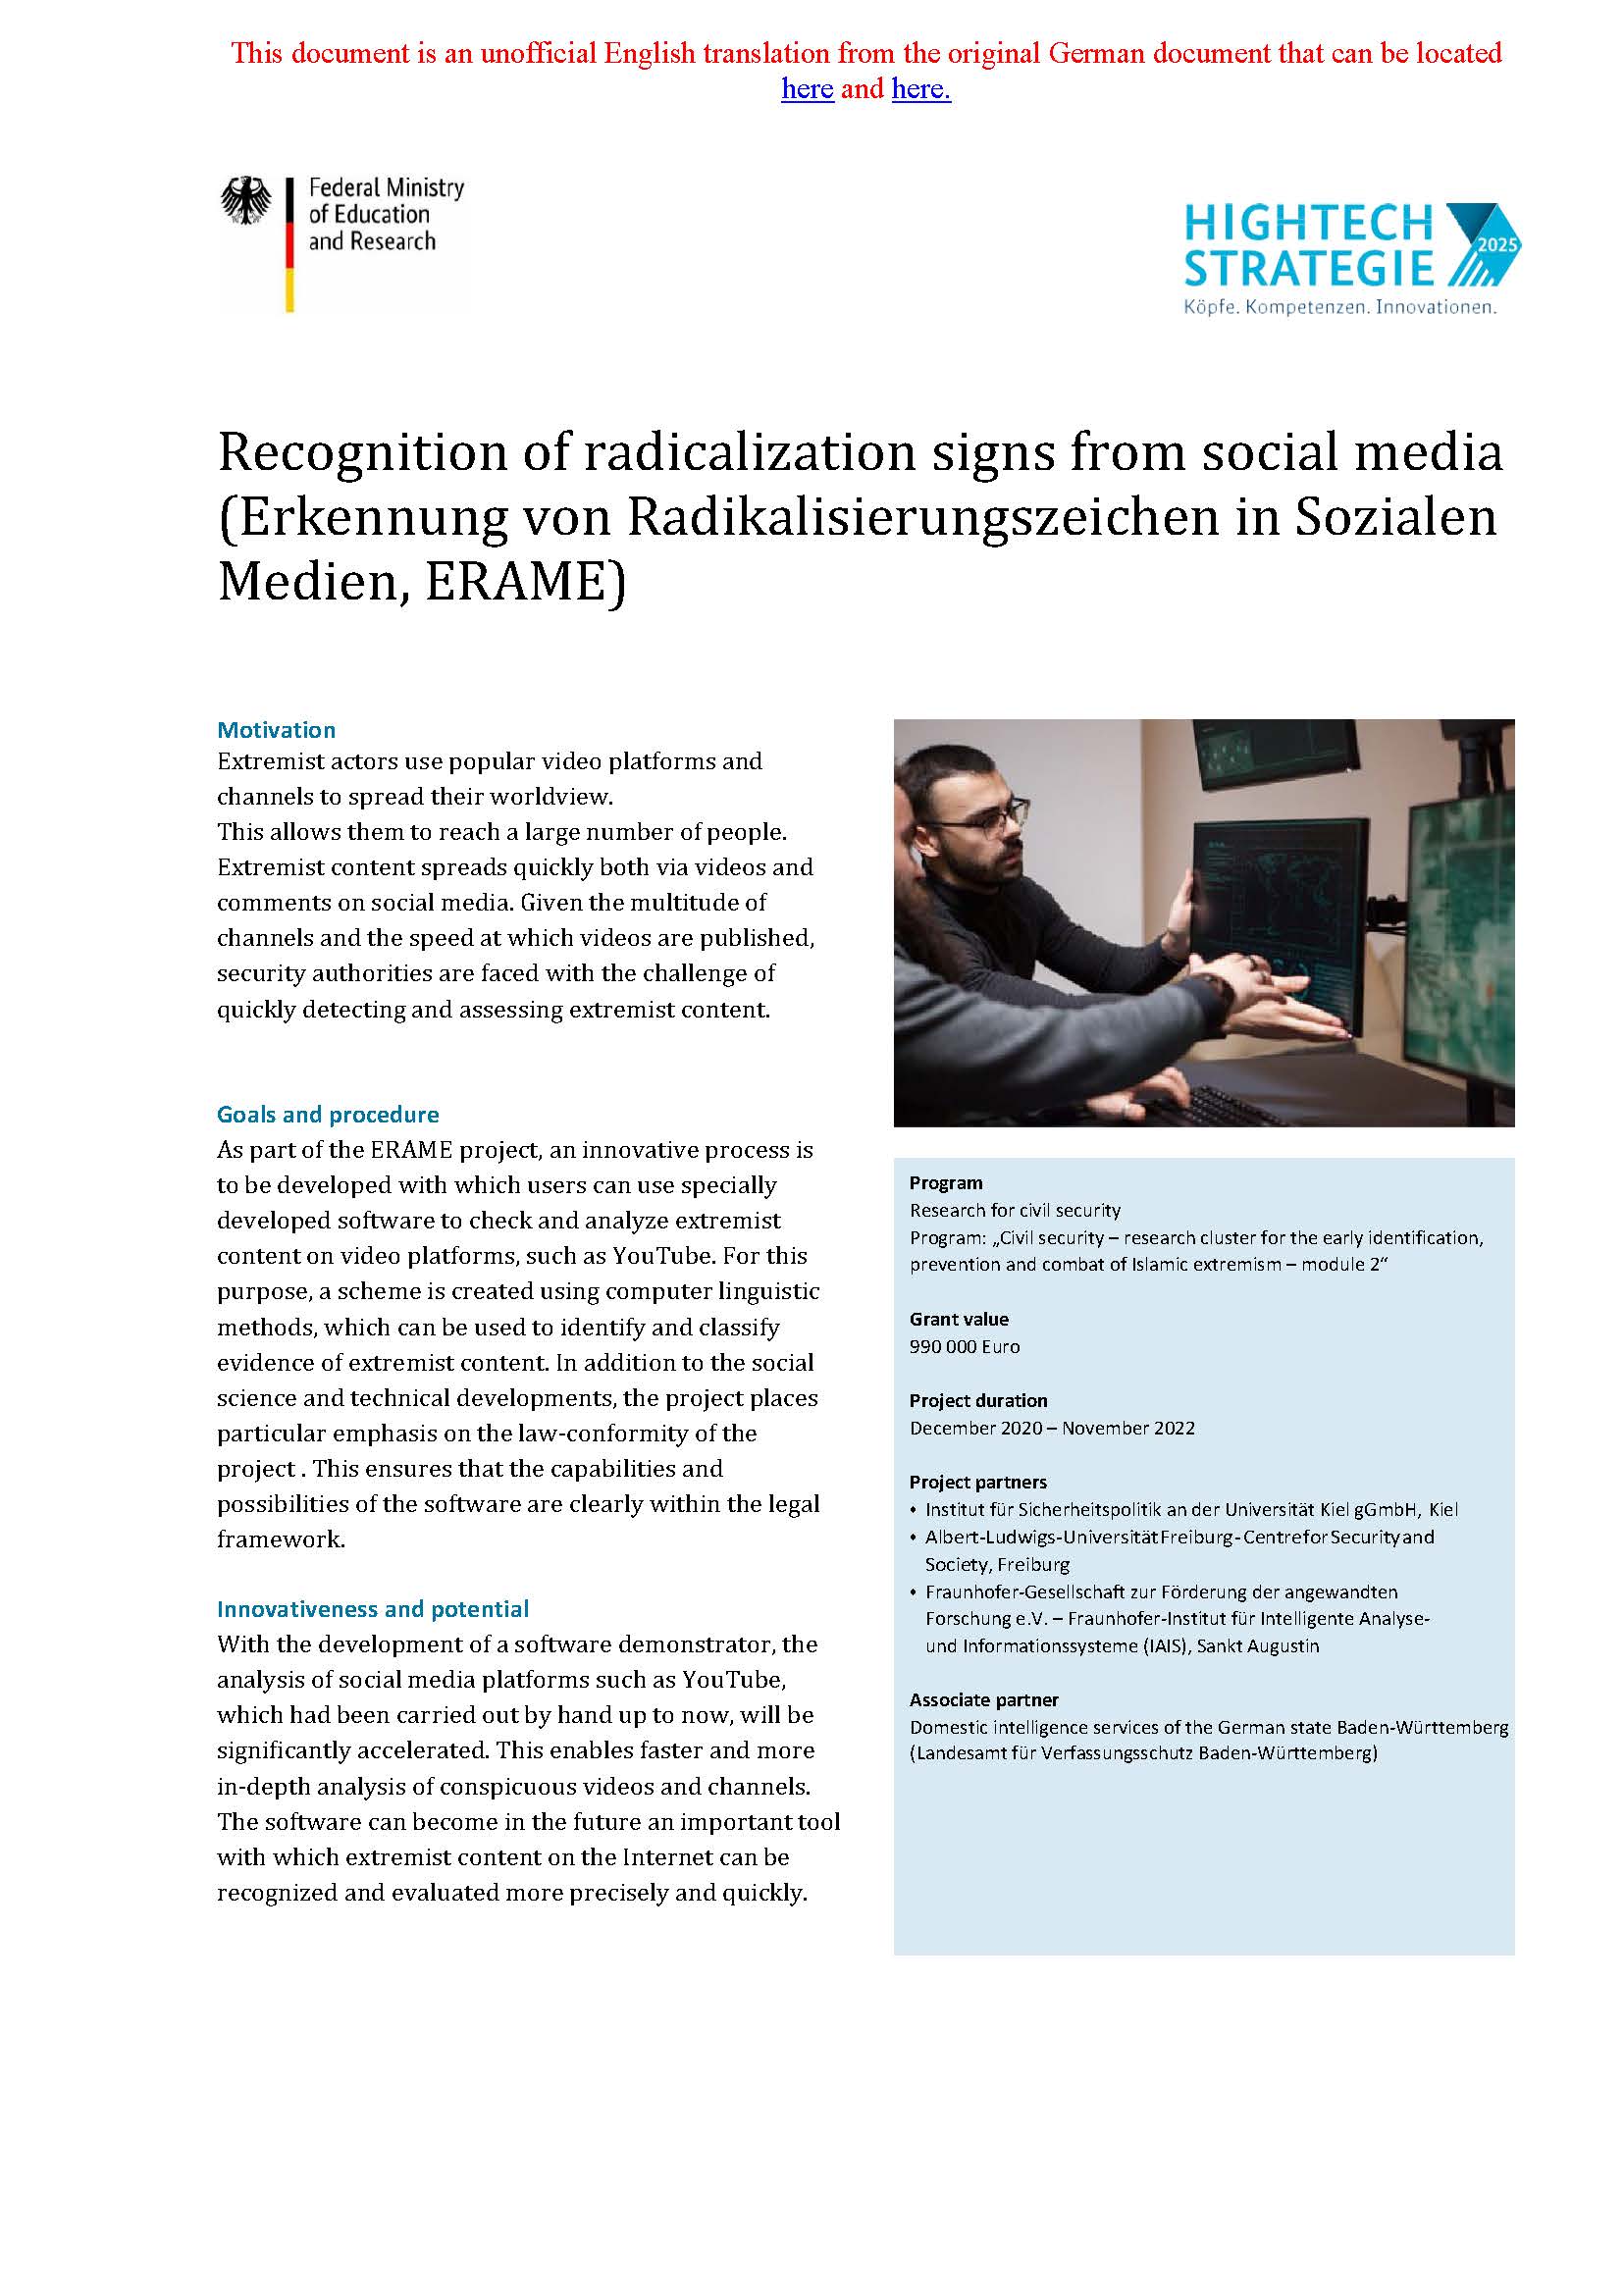 This document is an unofficial English translation from the original German document that can be located
here and here.
Federal Ministry
of Education
and Research
HIGHTECH
STRATEGIE
2025
Köpfe. Kompetenzen. Innovationen.
Recognition of radicalization signs from social media
(Erkennung von Radikalisierungszeichen in Sozialen
Medien, ERAME)
Motivation
Extremist actors use popular video platforms and
channels to spread their worldview.
This allows them to reach a large number of people.
Extremist content spreads quickly both via videos and
comments on social media. Given the multitude of
channels and the speed at which videos are published,
security authorities are faced with the challenge of
quickly detecting and assessing extremist content.
Goals and procedure
As part of the ERAME project, an innovative process is
to be developed with which users can use specially
developed software to check and analyze extremist
content on video platforms, such as YouTube. For this
purpose, a scheme is created using computer linguistic
methods, which can be used to identify and classify
evidence of extremist content. In addition to the social
science and technical developments, the project places
particular emphasis on the law-conformity of the
project . This ensures that the capabilities and
possibilities of the software are clearly within the legal
framework.
Innovativeness and potential
With the development of a software demonstrator, the
analysis of social media platforms such as YouTube,
which had been carried out by hand up to now, will be
significantly accelerated. This enables faster and more
in-depth analysis of conspicuous videos and channels.
The software can become in the future an important tool
with which extremist content on the Internet can be
recognized and evaluated more precisely and quickly.
Program
Research for civil security
Program: „Civil security – research cluster for the early identification,
prevention and combat of Islamic extremism – module 2“
Grant value
990 000 Euro
Project duration
December 2020 – November 2022
Project partners
• Institut für Sicherheitspolitik an der Universität Kiel gGmbH, Kiel
• Albert-Ludwigs-Universität Freiburg - Centre for Security and
Society, Freiburg
• Fraunhofer-Gesellschaft zur Förderung der angewandten
Forschung e.V. – Fraunhofer-Institut für Intelligente Analyse-
und Informationssysteme (IAIS), Sankt Augustin
Associate partner
Domestic intelligence services of the German state Baden-Württemberg
(Landesamt für Verfassungsschutz Baden-Württemberg)